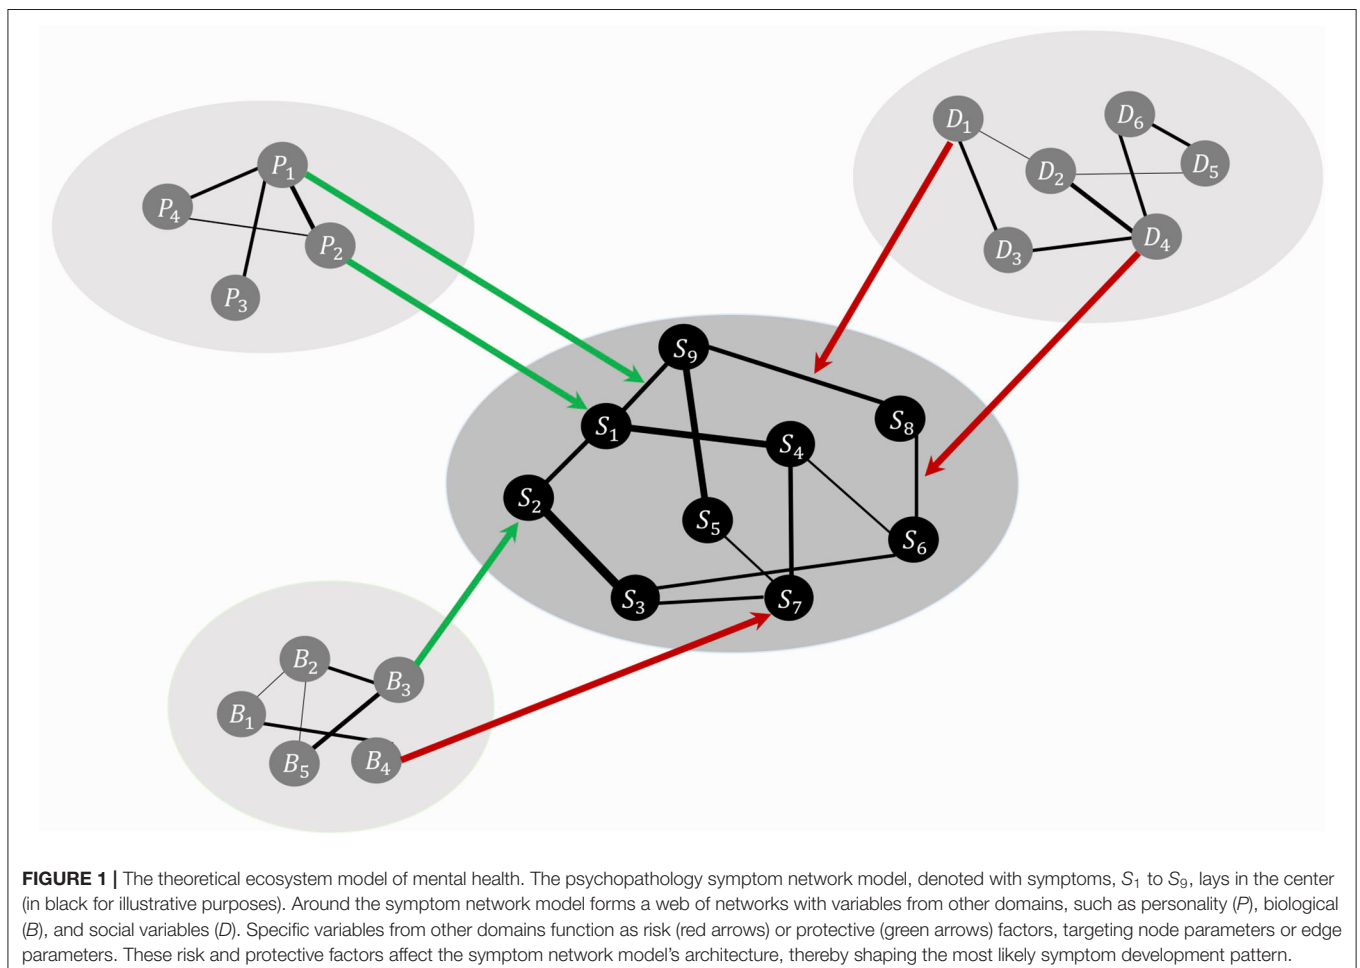 D₁
D₆
D₂
D₅
D₃
D₄
P₁
P₄
P₂
P₃
S₉
S₁
S₄
S₈
S₂
S₅
S₆
S₃
S₇
B₂
B₃
B₁
B₅
B₄
FIGURE 1 | The theoretical ecosystem model of mental health. The psychopathology symptom network model, denoted with symptoms, S₁ to S₉, lays in the center
(in black for illustrative purposes). Around the symptom network model forms a web of networks with variables from other domains, such as personality (P), biological
(B), and social variables (D). Specific variables from other domains function as risk (red arrows) or protective (green arrows) factors, targeting node parameters or edge
parameters. These risk and protective factors affect the symptom network model's architecture, thereby shaping the most likely symptom development pattern.